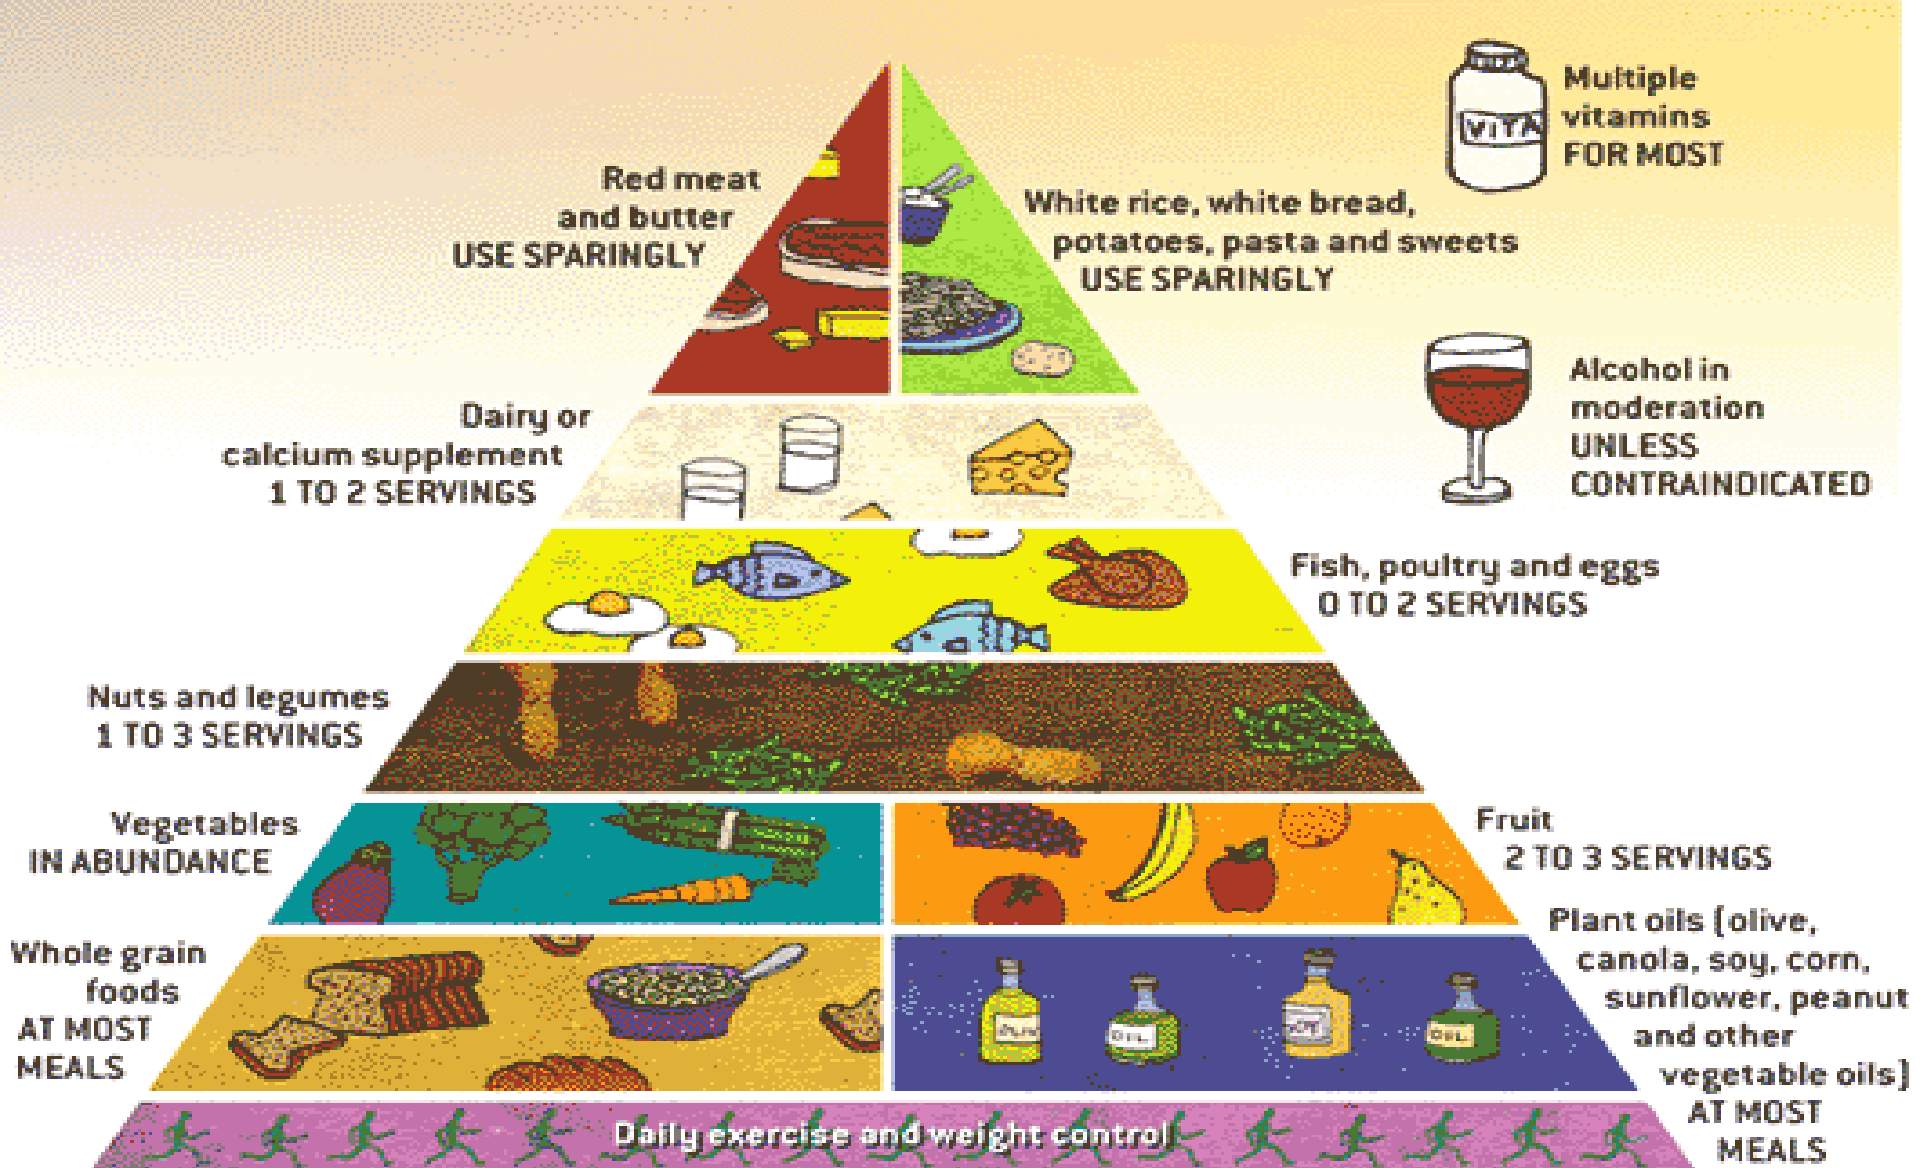 Multiple
vitamins
FOR MOST
Red meat
and butter
USE SPARINGLY
White rice, white bread,
potatoes, pasta and sweets
USE SPARINGLY
Alcohol in
moderation
UNLESS
CONTRAINDICATED
Dairy or
calcium supplement
1 TO 2 SERVINGS
Fish, poultry and eggs
0 TO 2 SERVINGS
Nuts and legumes
1 TO 3 SERVINGS
Vegetables
IN ABUNDANCE
Fruit
2 TO 3 SERVINGS
Whole grain
foods
AT MOST
MEALS
Plant oils (olive,
canola, soy, corn,
sunflower, peanut
and other
vegetable oils)
AT MOST
MEALS
Daily exercise and weight control
VITA
OIL
OIL